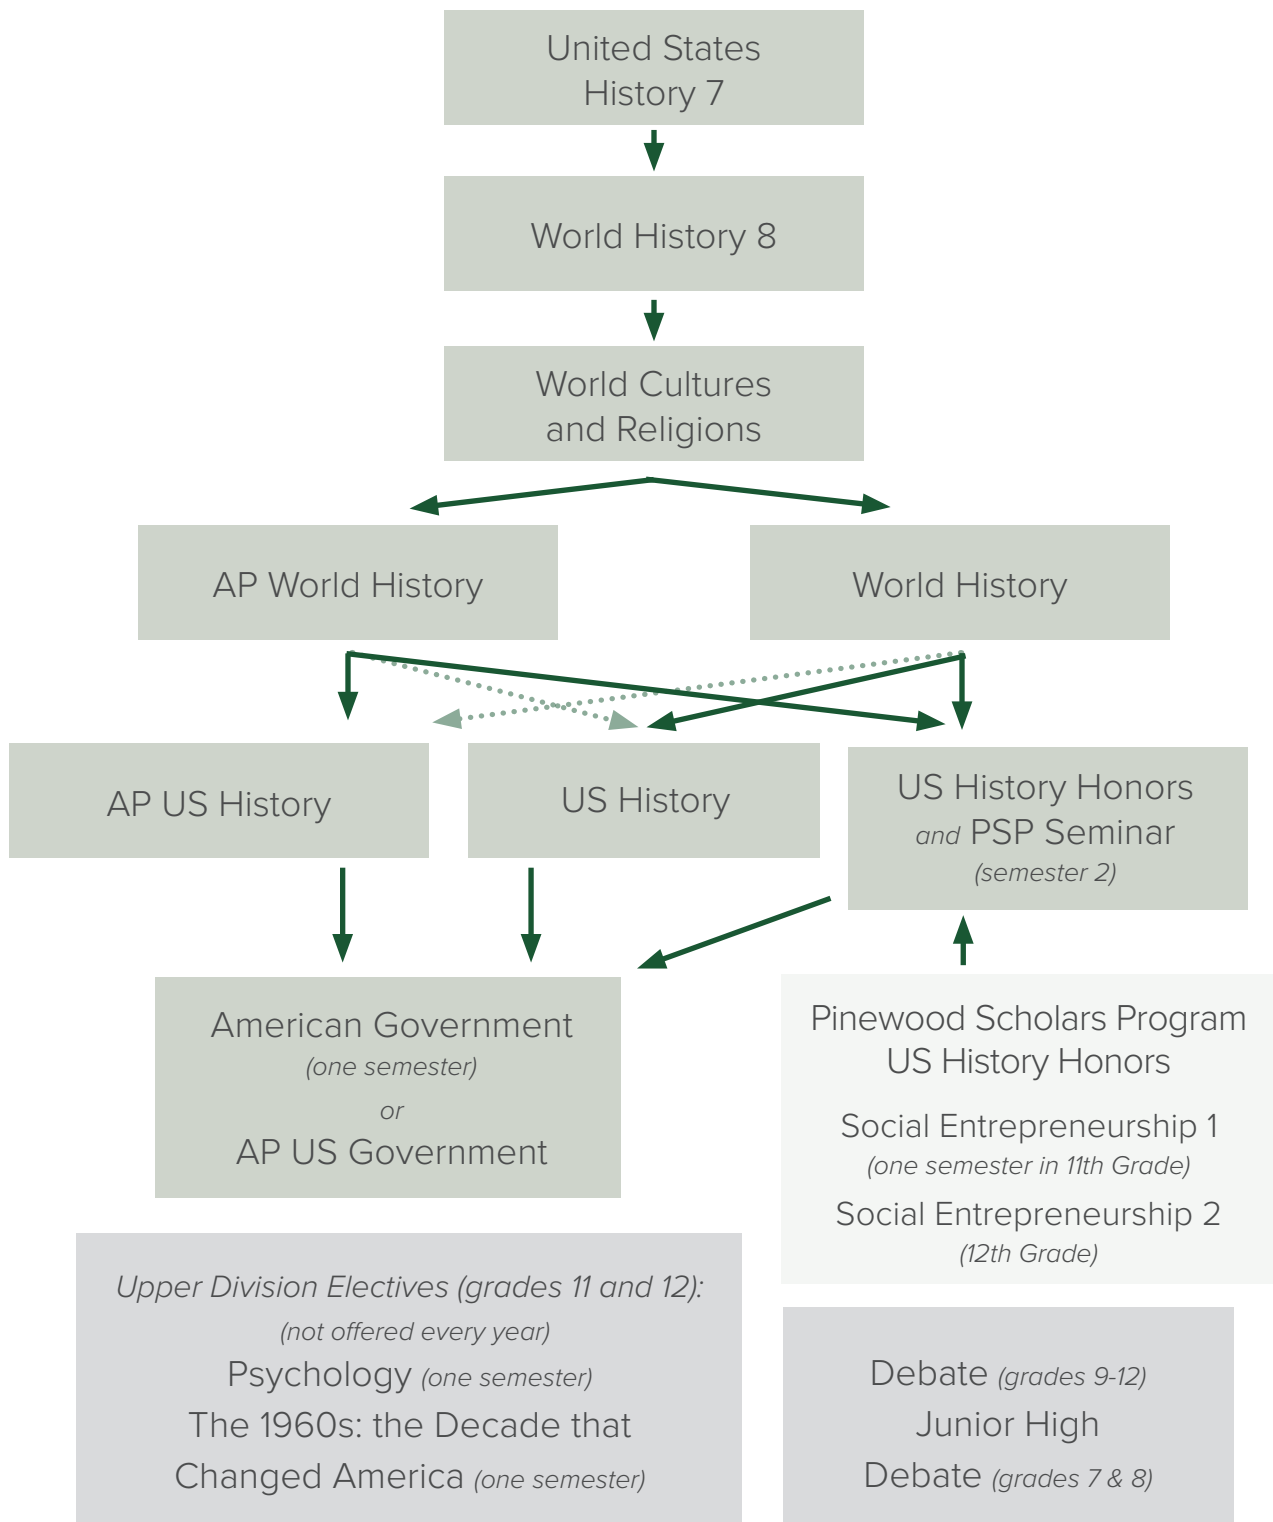 United States
History 7
World History 8
World Cultures
and Religions
AP World History
World History
AP US History
US History
US History Honors
and PSP Seminar
(semester 2)
American Government
(one semester)
or
AP US Government
Pinewood Scholars Program
US History Honors
Social Entrepreneurship 1
(one semester in 11th Grade)
Social Entrepreneurship 2
(12th Grade)
Upper Division Electives (grades 11 and 12):
(not offered every year)
Psychology (one semester)
The 1960s: the Decade that
Changed America (one semester)
Debate (grades 9-12)
Junior High
Debate (grades 7 & 8)